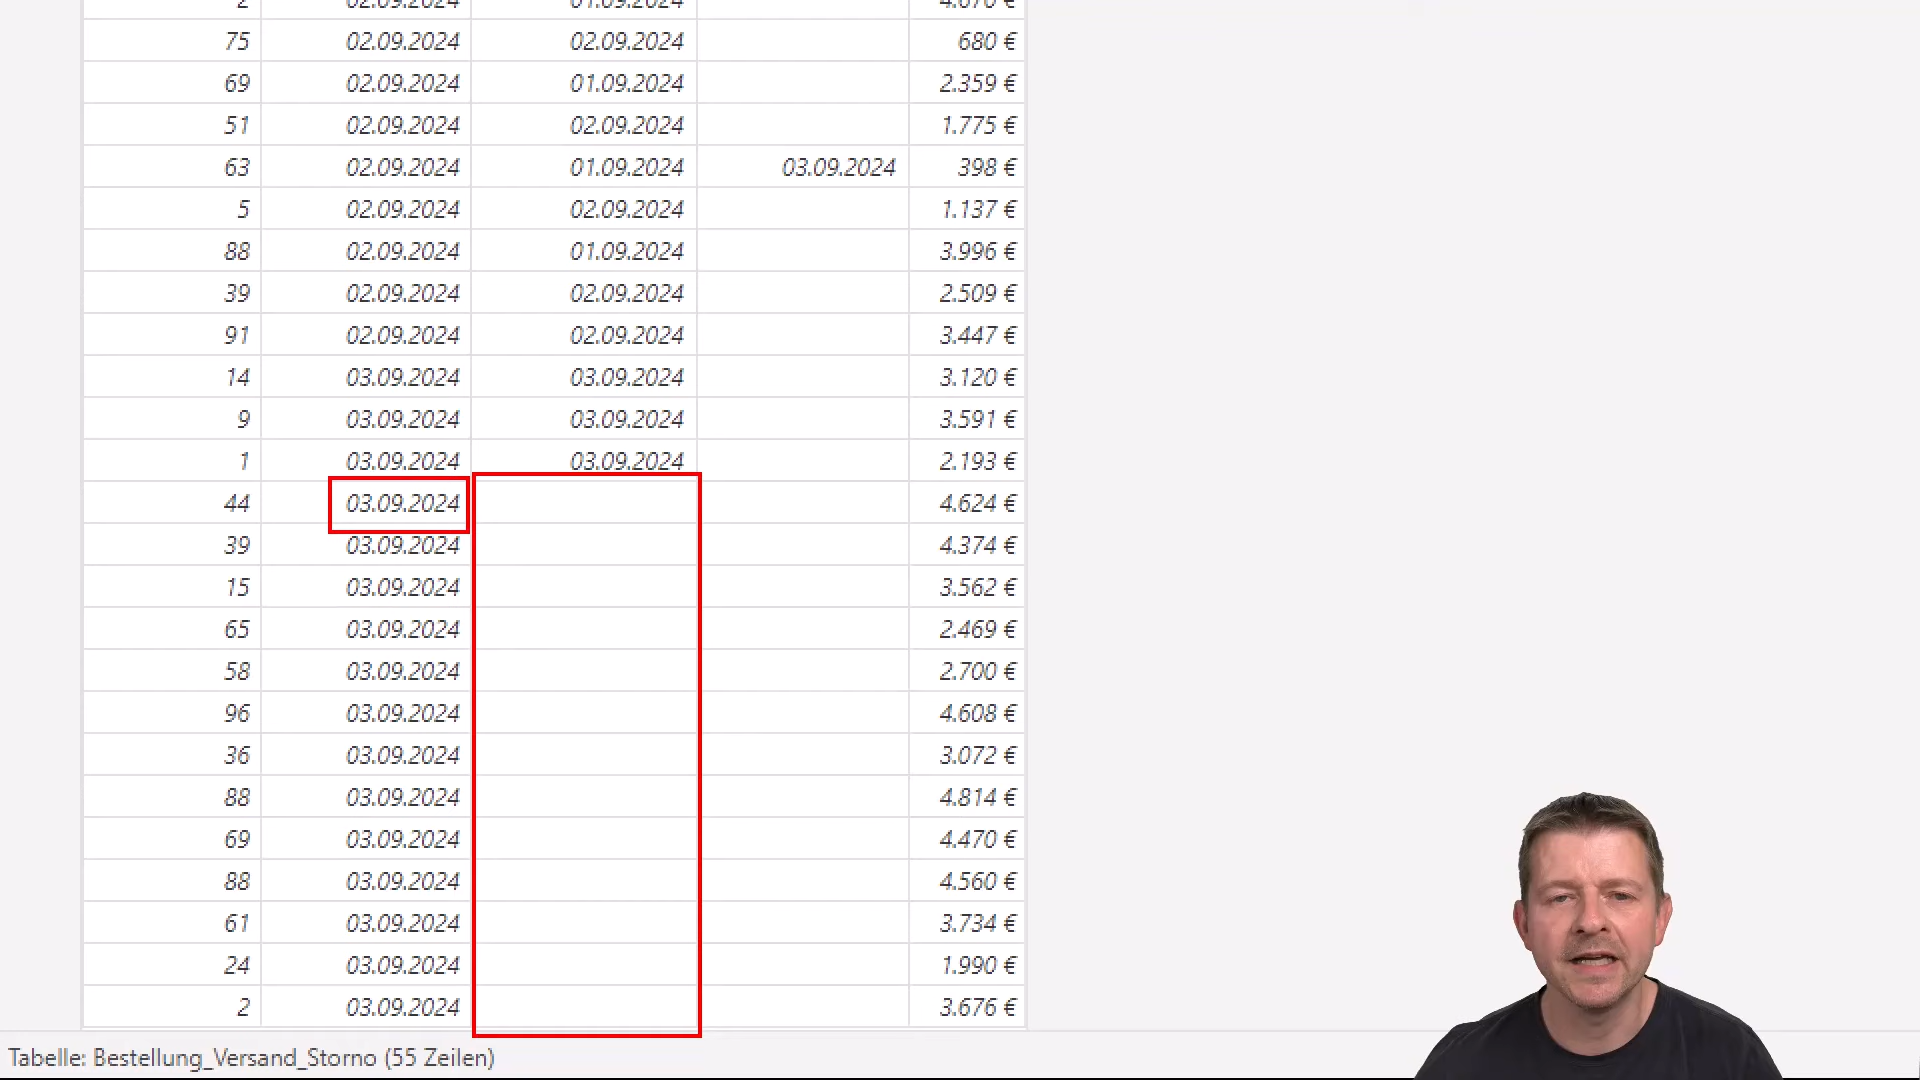 75 02.09.2024 02.09.2024 680 €
69 02.09.2024 01.09.2024 2.359 €
51 02.09.2024 02.09.2024 1.775 €
63 02.09.2024 01.09.2024 03.09.2024 398 €
5 02.09.2024 02.09.2024 1.137 €
88 02.09.2024 01.09.2024 3.996 €
39 02.09.2024 02.09.2024 2.509 €
91 02.09.2024 02.09.2024 3.447 €
14 03.09.2024 03.09.2024 3.120 €
9 03.09.2024 03.09.2024 3.591 €
1 03.09.2024 03.09.2024 2.193 €
44 03.09.2024 4.624 €
39 03.09.2024 4.374 €
15 03.09.2024 3.562 €
65 03.09.2024 2.469 €
58 03.09.2024 2.700 €
96 03.09.2024 4.608 €
36 03.09.2024 3.072 €
88 03.09.2024 4.814 €
69 03.09.2024 4.470 €
88 03.09.2024 4.560 €
61 03.09.2024 3.734 €
24 03.09.2024 1.990 €
2 03.09.2024 3.676 €
Tabelle: Bestellung_Versand_Storno (55 Zeilen)